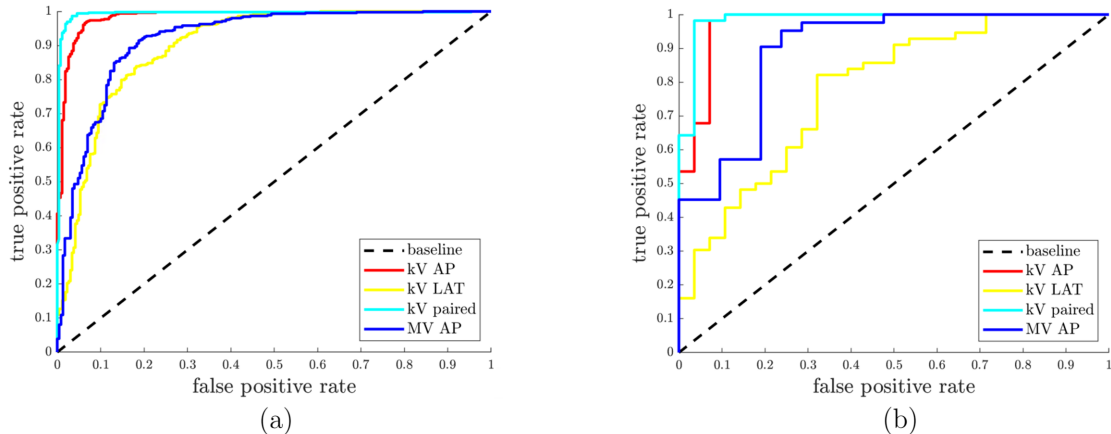 1
0.9
0.8
0.7
0.6
0.5
0.4
0.3
0.2
0.1
0
true positive rate
0 0.1 0.2 0.3 0.4 0.5 0.6 0.7 0.8 0.9 1
false positive rate
baseline
kV AP
kV LAT
kV paired
MV AP
(a)
1
0.9
0.8
0.7
0.6
0.5
0.4
0.3
0.2
0.1
0
true positive rate
0 0.1 0.2 0.3 0.4 0.5 0.6 0.7 0.8 0.9 1
false positive rate
baseline
kV AP
kV LAT
kV paired
MV AP
(b)